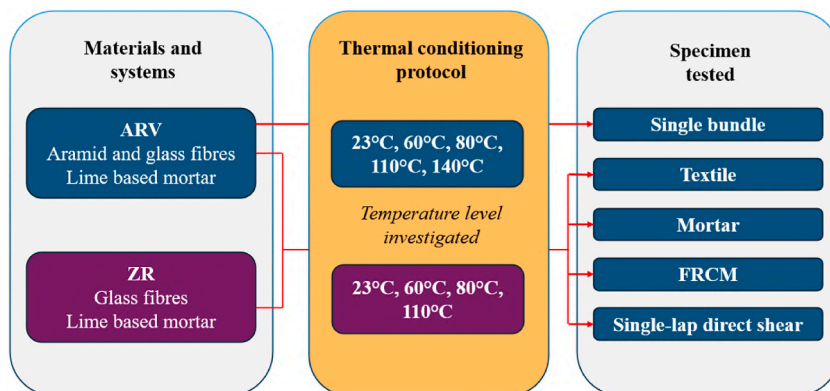 Materials and
systems
ARV
Aramid and glass fibres
Lime based mortar
ZR
Glass fibres
Lime based mortar
Thermal conditioning
protocol
23°C, 60°C, 80°C,
110°C, 140°C
Temperature level
investigated
23°C, 60°C, 80°C,
110°C
Specimen
tested
Single bundle
Textile
Mortar
FRCM
Single-lap direct shear